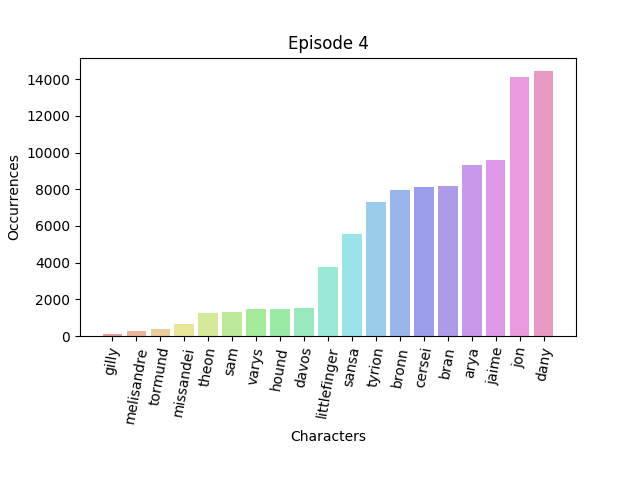 Episode 4
14000
12000
10000
8000
6000
4000
2000
0
Occurrences
gilly
melisandre
tormund
missandei
theon
sam
varys
hound
davos
littlefinger
sansa
tyrion
bronn
cersei
bran
arya
jaime
jon
dany
Characters